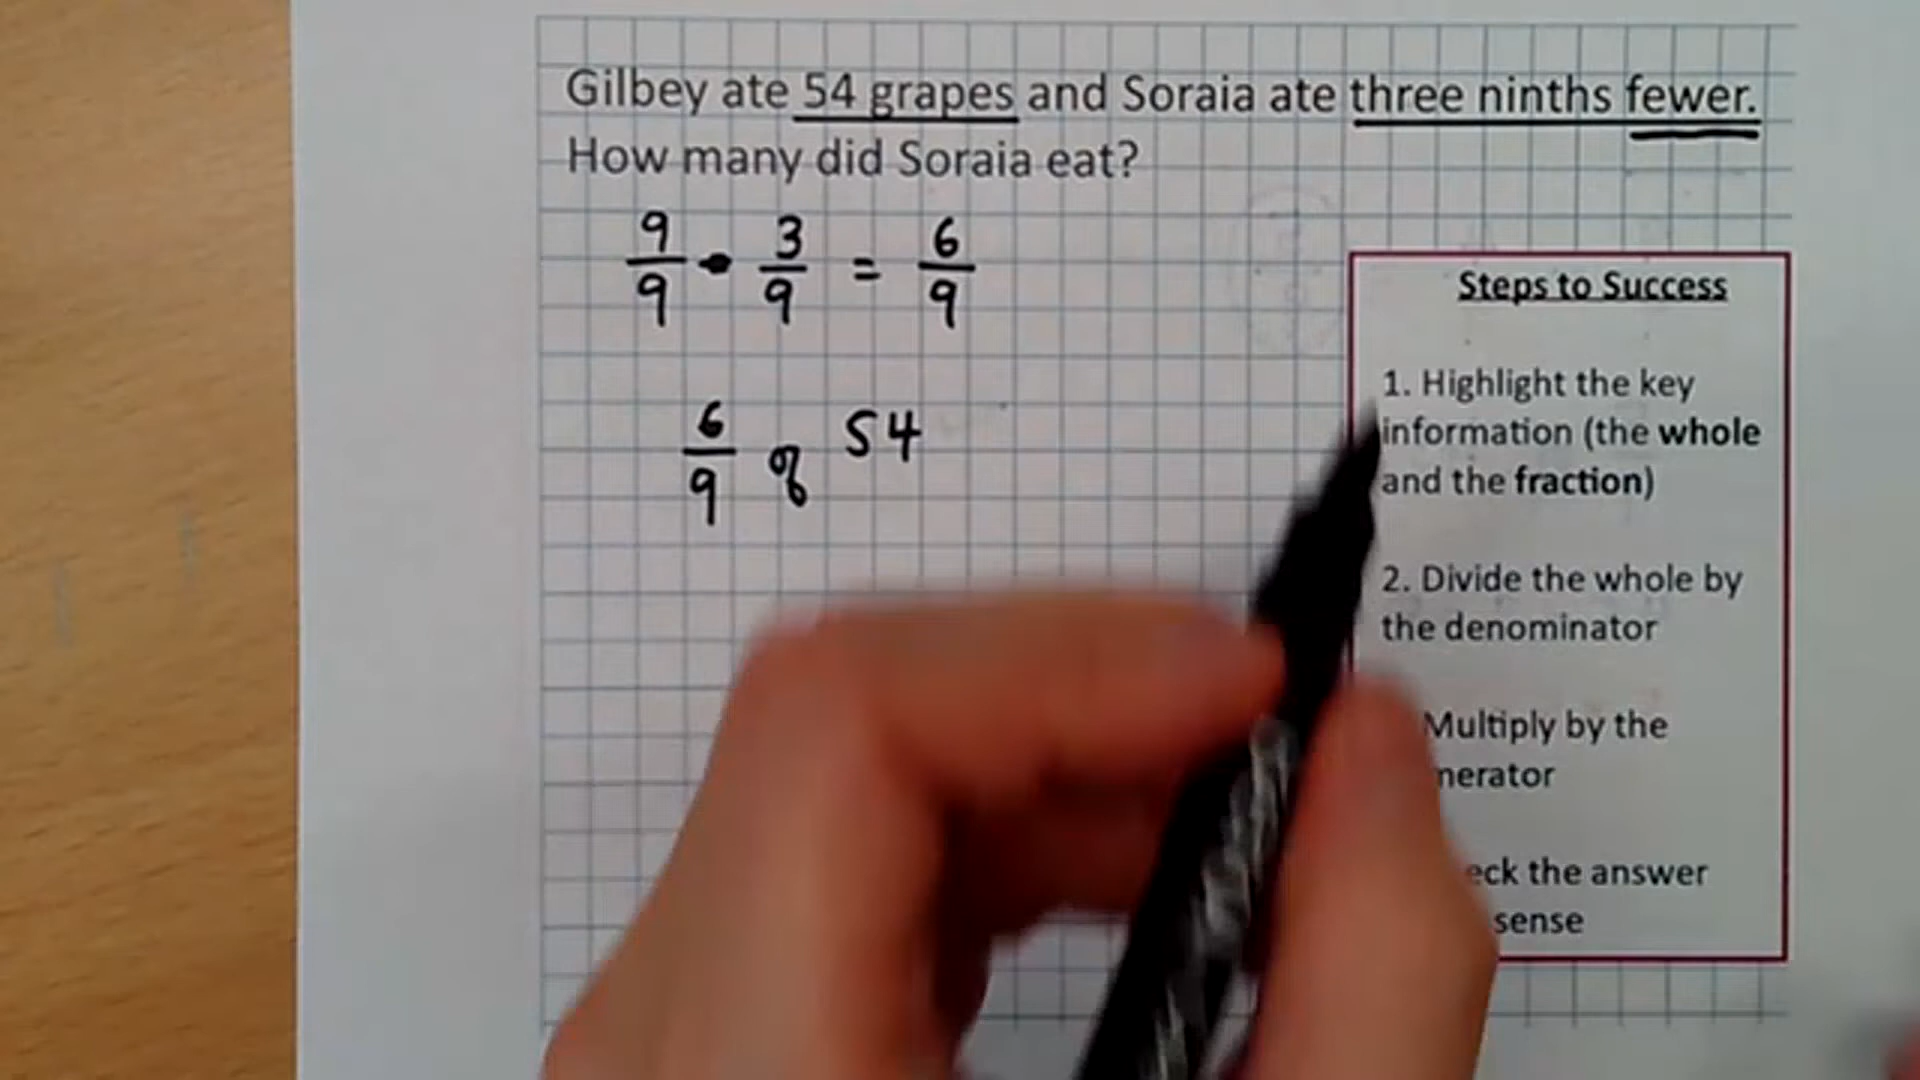 Gilbey ate 54 grapes and Soraia ate three ninths fewer.
How many did Soraia eat?
9/9 - 3/9 = 6/9
6/9 of 54
Steps to Success
1. Highlight the key
information (the whole
and the fraction)
2. Divide the whole by
the denominator
Multiply by the
the answer
sense